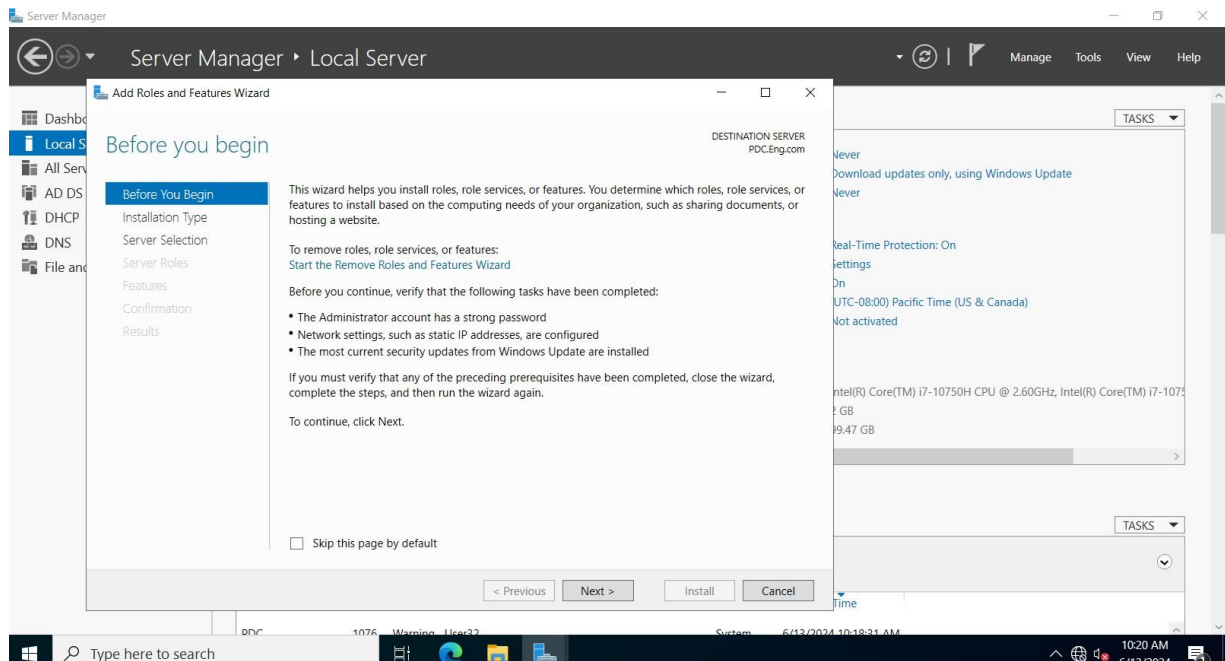 Server Manager
Server Manager ‣ Local Server
Manage Tools View Help
Add Roles and Features Wizard
Before you begin
DESTINATION SERVER
PDC.Eng.com
Before You Begin
Installation Type
Server Selection
Server Roles
Features
Confirmation
Results
This wizard helps you install roles, role services, or features. You determine which roles, role services, or
features to install based on the computing needs of your organization, such as sharing documents, or
hosting a website.
To remove roles, role services, or features:
Start the Remove Roles and Features Wizard
Before you continue, verify that the following tasks have been completed:
• The Administrator account has a strong password
• Network settings, such as static IP addresses, are configured
• The most current security updates from Windows Update are installed
If you must verify that any of the preceding prerequisites have been completed, close the wizard,
complete the steps, and then run the wizard again.
To continue, click Next.
Skip this page by default
< Previous Next > Install Cancel
Dashbo
Local S
All Serv
AD DS
DHCP
DNS
File and
TASKS
Never
Download updates only, using Windows Update
Never
Real-Time Protection: On
Settings
On
UTC-08:00) Pacific Time (US & Canada)
Not activated
ntel(R) Core(TM) i7-10750H CPU @ 2.60GHz, Intel(R) Core(TM) i7-1075
2 GB
99.47 GB
TASKS
Time
PDC 1076 Warning User32 System 6/13/2024 10:18:31 AM
Type here to search
10:20 AM
6/13/2024